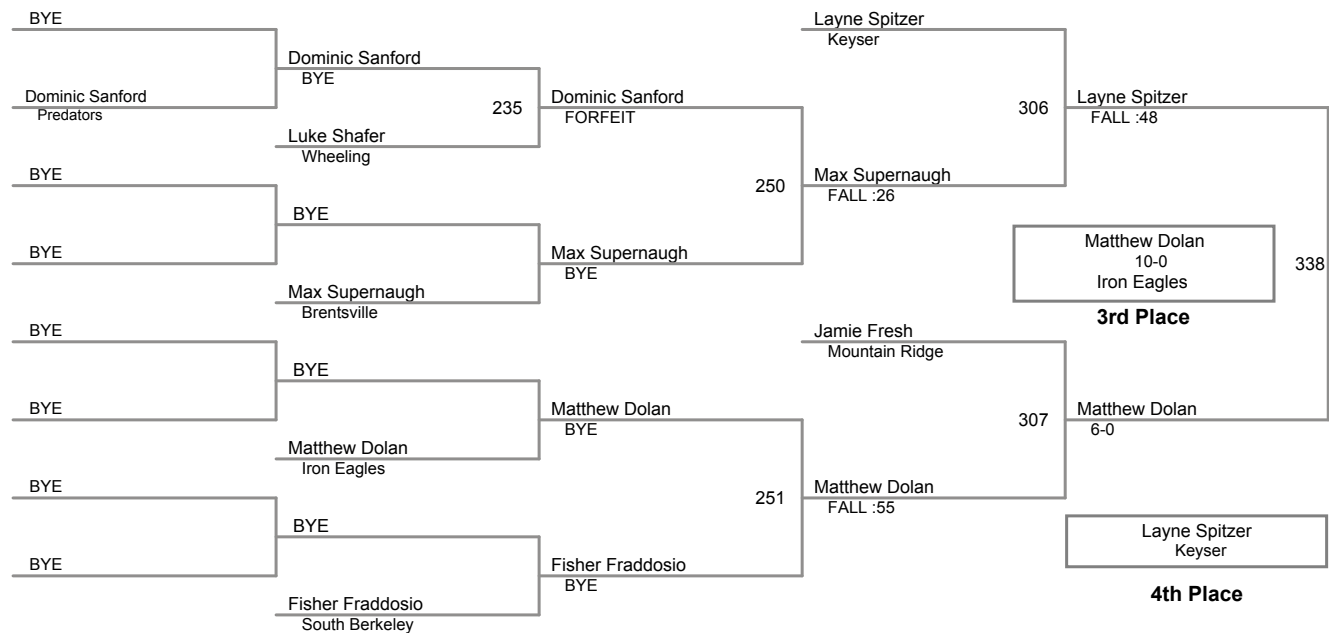 BYE
Dominic Sanford
Predators
BYE
BYE
BYE
BYE
BYE
BYE
Dominic Sanford
BYE
235
Luke Shafer
Wheeling
BYE
Max Supernaugh
Brentsville
BYE
Matthew Dolan
Iron Eagles
BYE
Fisher Fraddosio
South Berkeley
Dominic Sanford
FORFEIT
250
Max Supernaugh
BYE
Matthew Dolan
BYE
251
Fisher Fraddosio
BYE
Layne Spitzer
Keyser
306
Max Supernaugh
FALL :26
Jamie Fresh
Mountain Ridge
307
Matthew Dolan
FALL :55
Layne Spitzer
FALL :48
Matthew Dolan
10-0
Iron Eagles
338
3rd Place
Matthew Dolan
6-0
Layne Spitzer
Keyser
4th Place